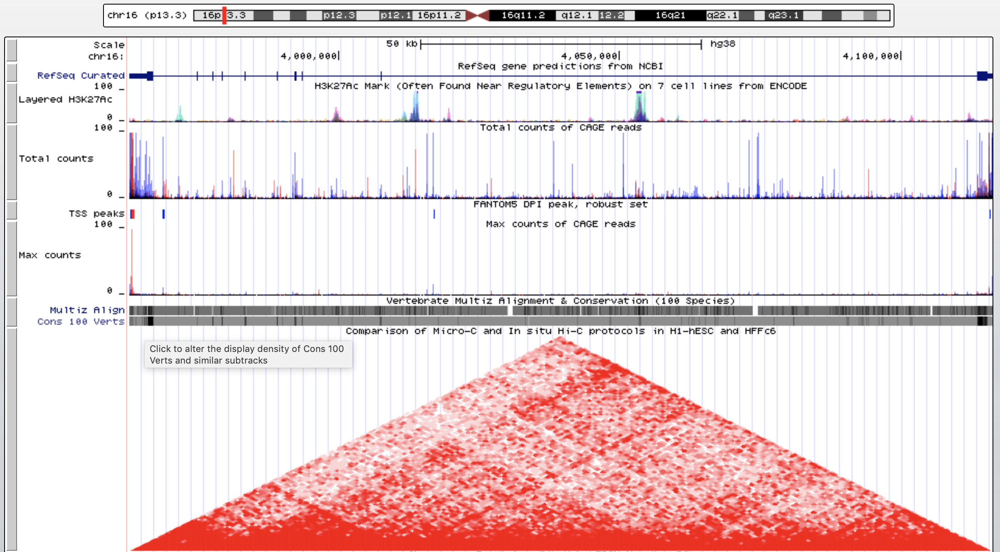 chr16 (p13.3) 16p 3.3 p12.3 p12.1 16p11.2 16q11.2 q12.1 12.2 16q21 q22.1 q23.1
Scale 50 kb hg38
chr16: 4,000,000 4,050,000 4,100,000
RefSeq gene predictions from NCBI
RefSeq Curated
H3K27Ac Mark (Often Found Near Regulatory Elements) on 7 cell lines from ENCODE
100 _
Layered H3K27Ac
0 _
Total counts of CAGE reads
100 _
Total counts
0 _
FANTOM5 DPI peak, robust set
TSS peaks
Max counts of CAGE reads
100 _
Max counts
0 _
Vertebrate Multiz Alignment & Conservation (100 Species)
Multiz Align
Cons 100 Verts
Comparison of Micro-C and In situ Hi-C protocols in H1-hESC and HFFc6
Click to alter the display density of Cons 100
Verts and similar subtracks